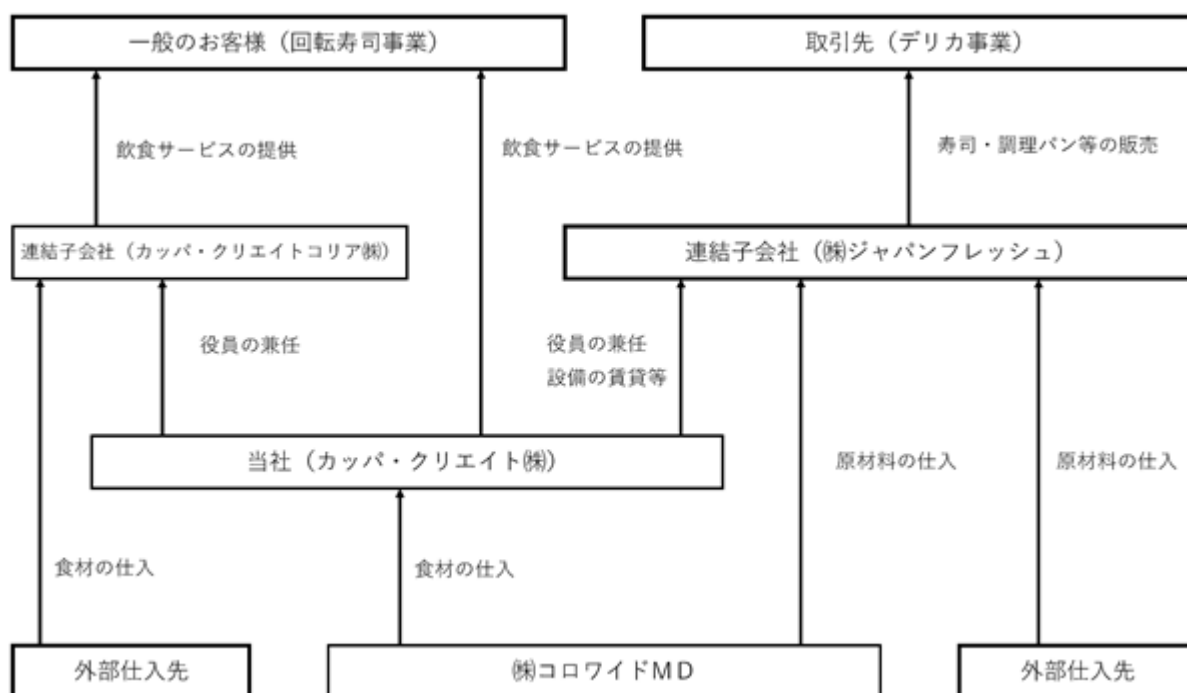 一般のお客様（回転寿司事業）
取引先（デリカ事業）
飲食サービスの提供
飲食サービスの提供
寿司・調理パン等の販売
連結子会社（カッパ・クリエイトコリア㈱）
連結子会社（㈱ジャパンフレッシュ）
役員の兼任
役員の兼任
設備の賃貸等
当社（カッパ・クリエイト㈱）
原材料の仕入
原材料の仕入
食材の仕入
食材の仕入
外部仕入先
㈱コロワイドMD
外部仕入先